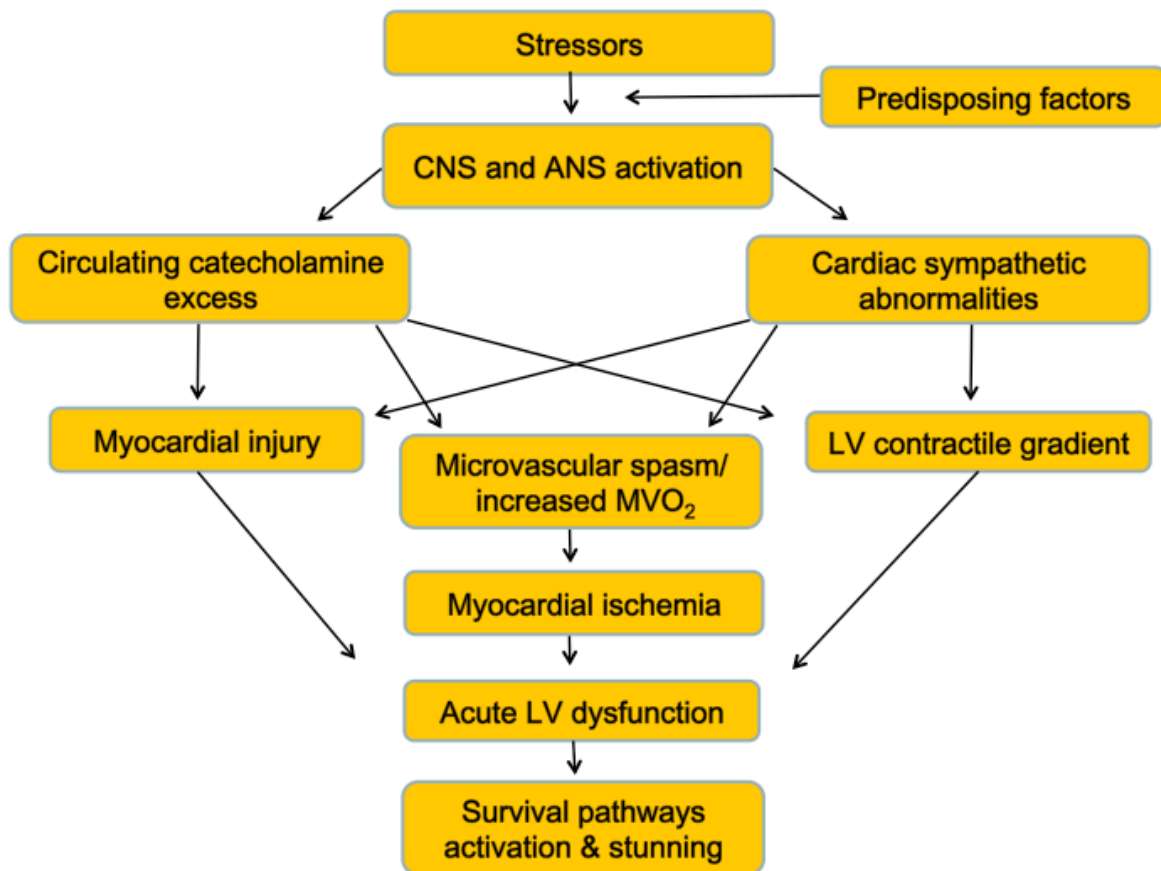 Stressors
Predisposing factors
CNS and ANS activation
Circulating catecholamine
excess
Cardiac sympathetic
abnormalities
Myocardial injury
Microvascular spasm/
increased MVO₂
LV contractile gradient
Myocardial ischemia
Acute LV dysfunction
Survival pathways
activation & stunning